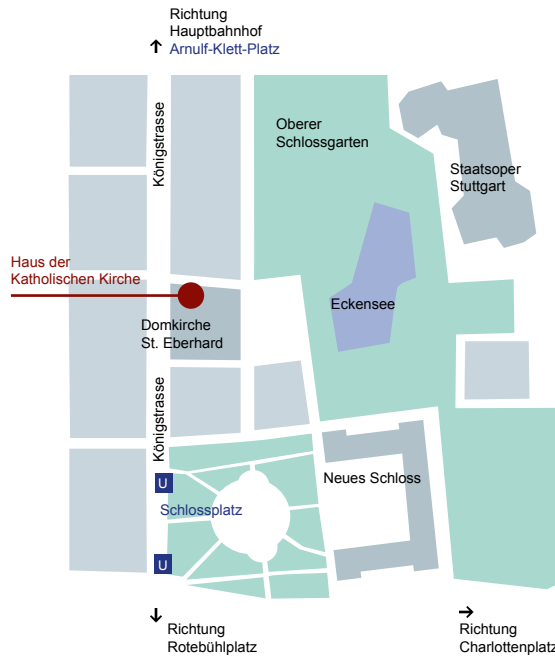 Richtung
Hauptbahnhof
Arnulf-Klett-Platz
Königstrasse
Oberer
Schlossgarten
Staatsoper
Stuttgart
Haus der
Katholischen Kirche
Eckensee
Domkirche
St. Eberhard
Königstrasse
Neues Schloss
U
Schlossplatz
U
Richtung
Rotebühlplatz
Richtung
Charlottenplatz